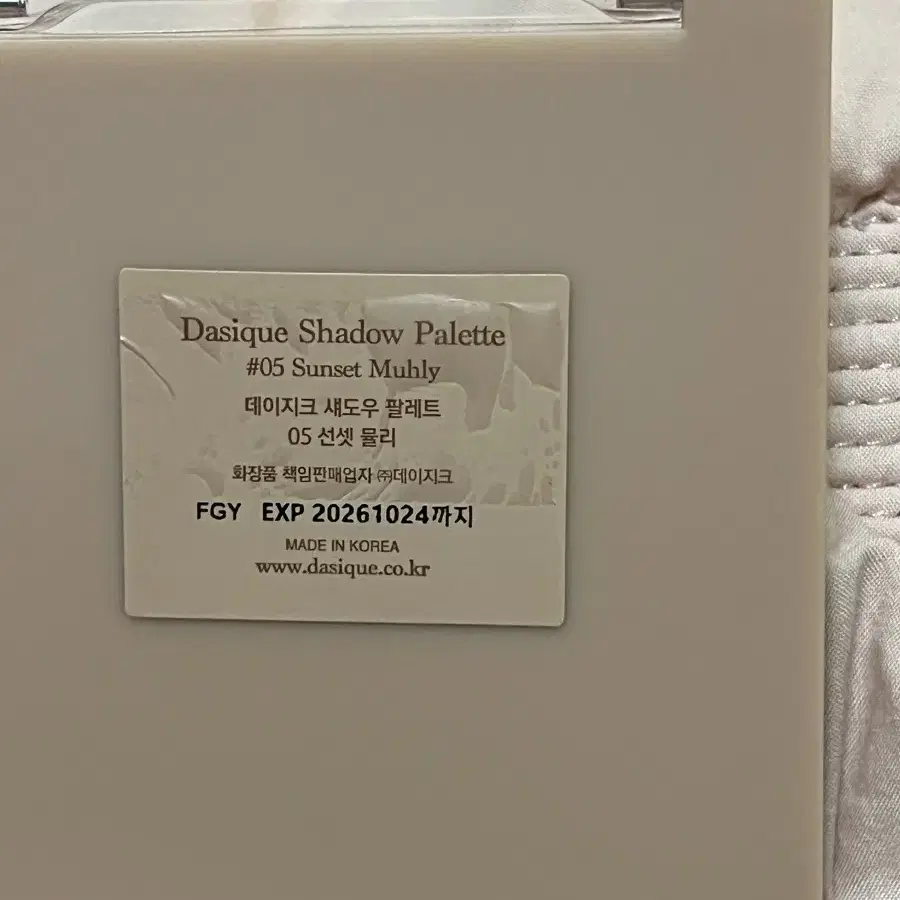 Dasique Shadow Palette
#05 Sunset Muhly
데이지크 섀도우 팔레트
05 선셋 뮬리
화장품 책임판매업자 ㈜데이지크
FGY EXP 20261024까지
MADE IN KOREA
www.dasique.co.kr